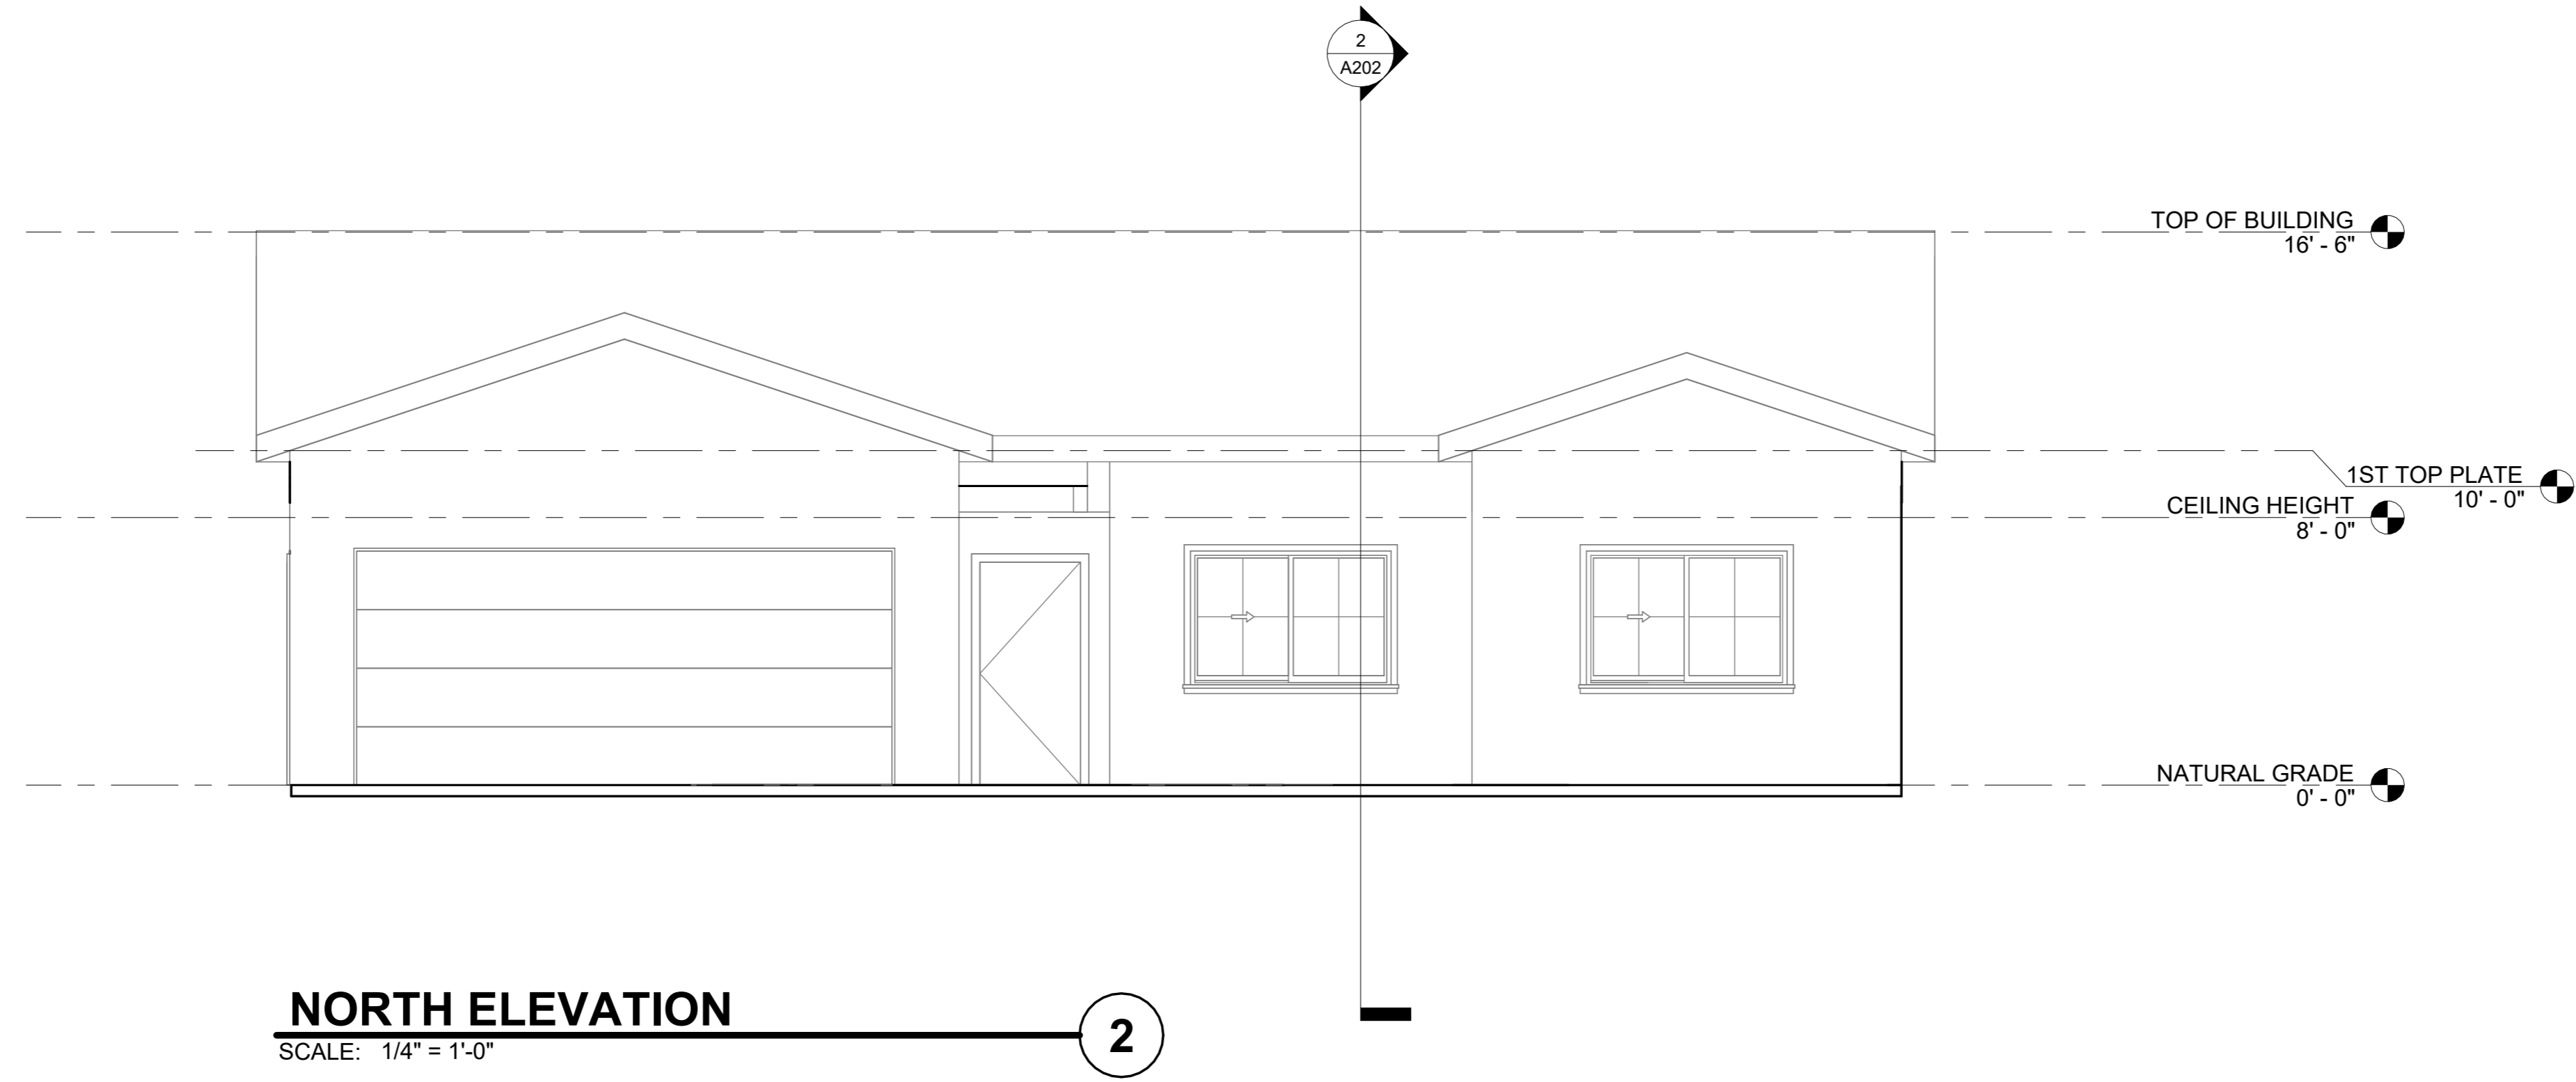 2
A202
TOP OF BUILDING
16' - 6"
1ST TOP PLATE
10' - 0"
CEILING HEIGHT
8' - 0"
NATURAL GRADE
0' - 0"
NORTH ELEVATION
SCALE: 1/4" = 1'-0"
2